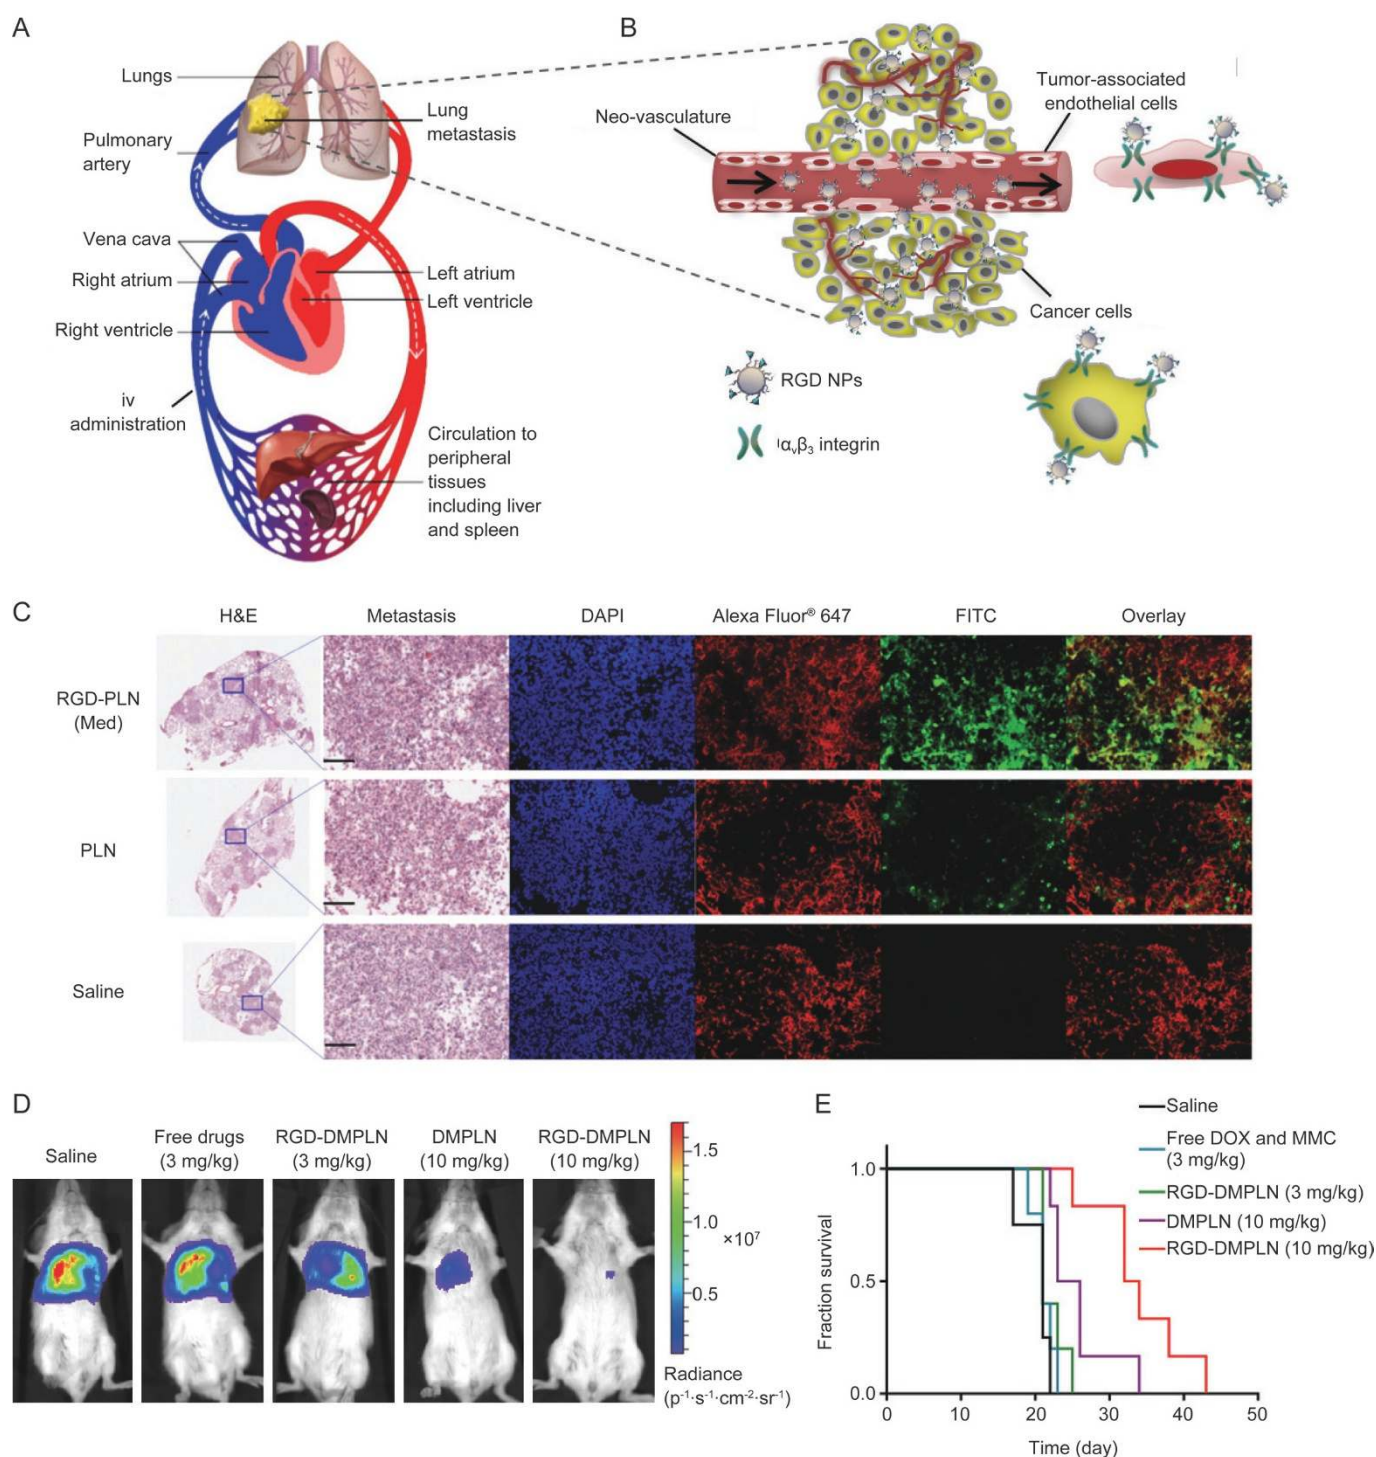 A
Lungs
Lung
metastasis
Pulmonary
artery
Vena cava
Right atrium
Left atrium
Left ventricle
Right ventricle
iv
administration
Circulation to
peripheral
tissues
including liver
and spleen
B
Tumor-associated
endothelial cells
Neo-vasculature
Cancer cells
RGD NPs
αᵥβ₃ integrin
C
H&E Metastasis DAPI Alexa Fluor® 647 FITC Overlay
RGD-PLN
(Med)
PLN
Saline
D
Saline
Free drugs
(3 mg/kg)
RGD-DMPLN
(3 mg/kg)
DMPLN
(10 mg/kg)
RGD-DMPLN
(10 mg/kg)
1.5
1.0
×10⁷
0.5
Radiance
(p⁻¹·s⁻¹·cm⁻²·sr⁻¹)
E
Saline
Free DOX and MMC
(3 mg/kg)
RGD-DMPLN (3 mg/kg)
DMPLN (10 mg/kg)
RGD-DMPLN (10 mg/kg)
Fraction survival
1.0
0.5
0.0
0 10 20 30 40 50
Time (day)